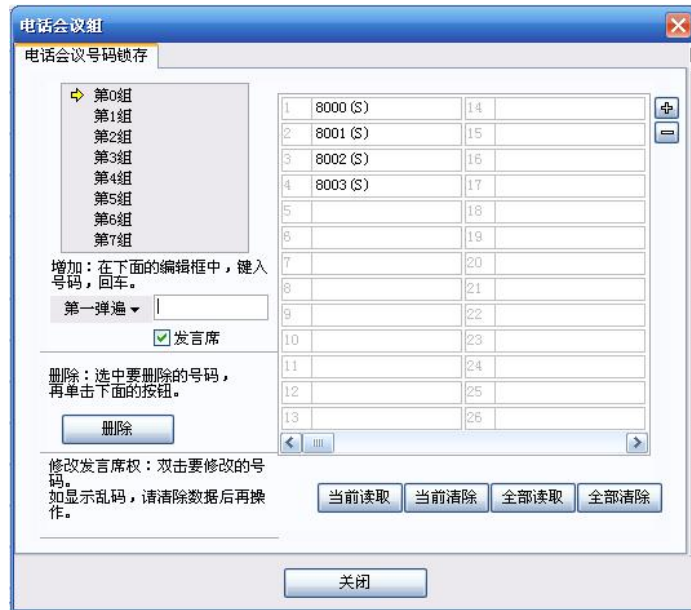 电话会议组
电话会议号码锁存
第0组
第1组
第2组
第3组
第4组
第5组
第6组
第7组
增加：在下面的编辑框中，键入
号码，回车。
第一弹遍
发言席
删除：选中要删除的号码，
再单击下面的按钮。
删除
修改发言席权：双击要修改的号
码。
如显示乱码，请清除数据后再操
作。
1 8000(S) 14
2 8001(S) 15
3 8002(S) 16
4 8003(S) 17
5 18
6 19
7 20
8 21
9 22
10 23
11 24
12 25
13 26
当前读取 当前清除 全部读取 全部清除
关闭